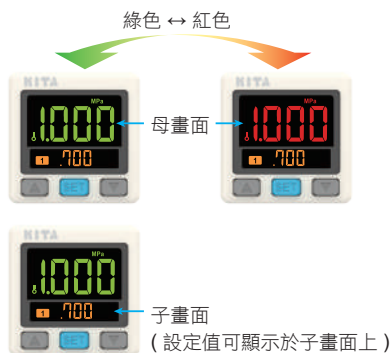 綠色 ↔ 紅色
KITA
MPa
1.000
1 .700
SET
母畫面
KITA
MPa
1.000
1 .700
SET
KITA
MPa
1.000
1 .700
SET
子畫面
( 設定值可顯示於子畫面上 )